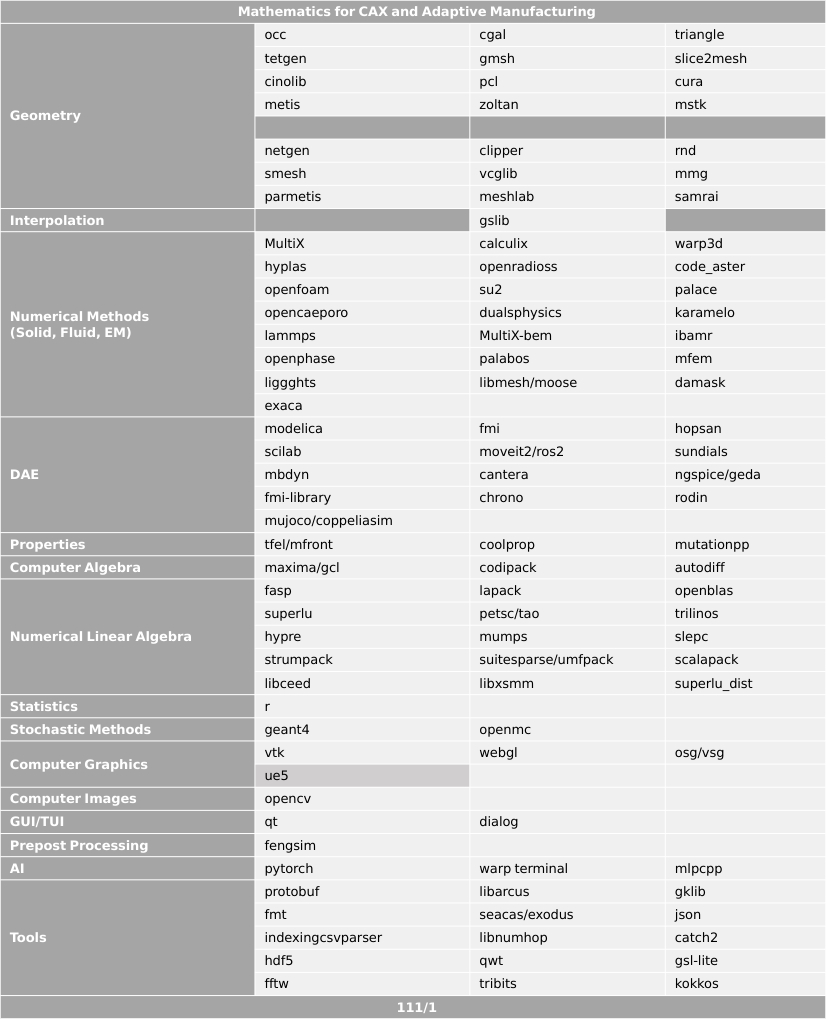 Mathematics for CAX and Adaptive Manufacturing
Geometry
occ cgal triangle
tetgen gmsh slice2mesh
cinolib pcl cura
metis zoltan mstk
netgen clipper rnd
smesh vcglib mmg
parmetis meshlab samrai
Interpolation gslib
Numerical Methods
(Solid, Fluid, EM)
MultiX calculix warp3d
hyplas openradioss code_aster
openfoam su2 palace
opencaeporo dualsphysics karamelo
lammps MultiX-bem ibamr
openphase palabos mfem
liggghts libmesh/moose damask
exaca
DAE
modelica fmi hopsan
scilab moveit2/ros2 sundials
mbdyn cantera ngspice/geda
fmi-library chrono rodin
mujoco/coppeliasim
Properties tfel/mfront coolprop mutationpp
Computer Algebra maxima/gcl codipack autodiff
Numerical Linear Algebra
fasp lapack openblas
superlu petsc/tao trilinos
hypre mumps slepc
strumpack suitesparse/umfpack scalapack
libceed libxsmm superlu_dist
Statistics r
Stochastic Methods geant4 openmc
Computer Graphics
vtk webgl osg/vsg
ue5
Computer Images opencv
GUI/TUI qt dialog
Prepost Processing fengsim
AI pytorch warp terminal mlpcpp
Tools
protobuf libarcus gklib
fmt seacas/exodus json
indexingcsvparser libnumhop catch2
hdf5 qwt gsl-lite
fftw tribits kokkos
111/1